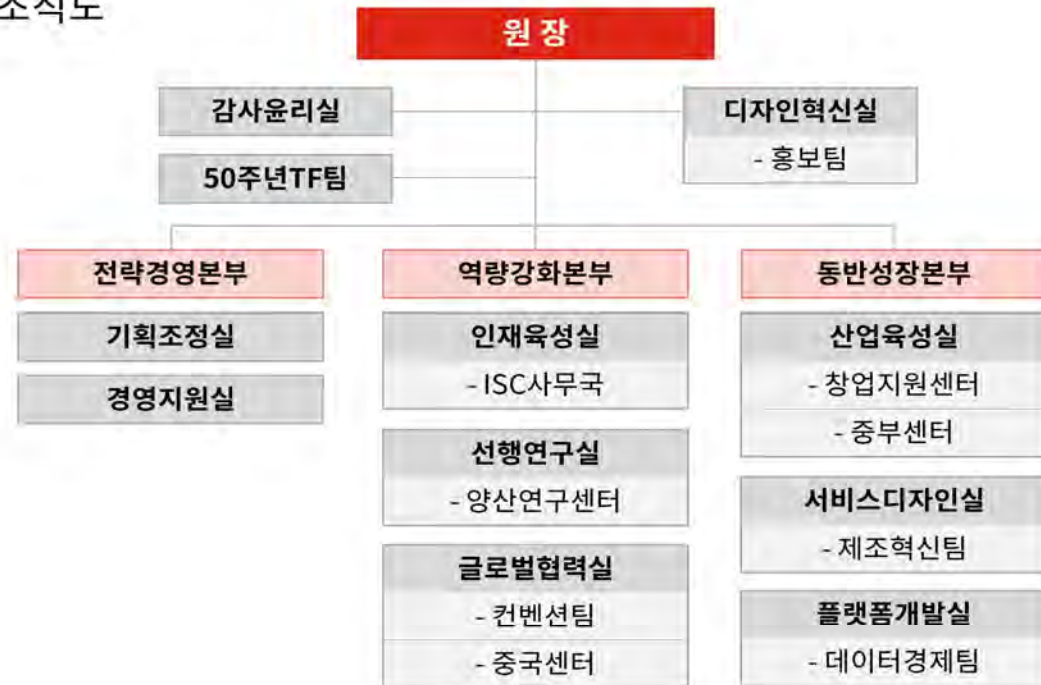 조직도
원 장
감사윤리실
디자인혁신실
- 홍보팀
50주년TF팀
전략경영본부
기획조정실
경영지원실
역량강화본부
인재육성실
- ISC사무국
선행연구실
- 양산연구센터
글로벌협력실
- 컨벤션팀
- 중국센터
동반성장본부
산업육성실
- 창업지원센터
- 중부센터
서비스디자인실
- 제조혁신팀
플랫폼개발실
- 데이터경제팀